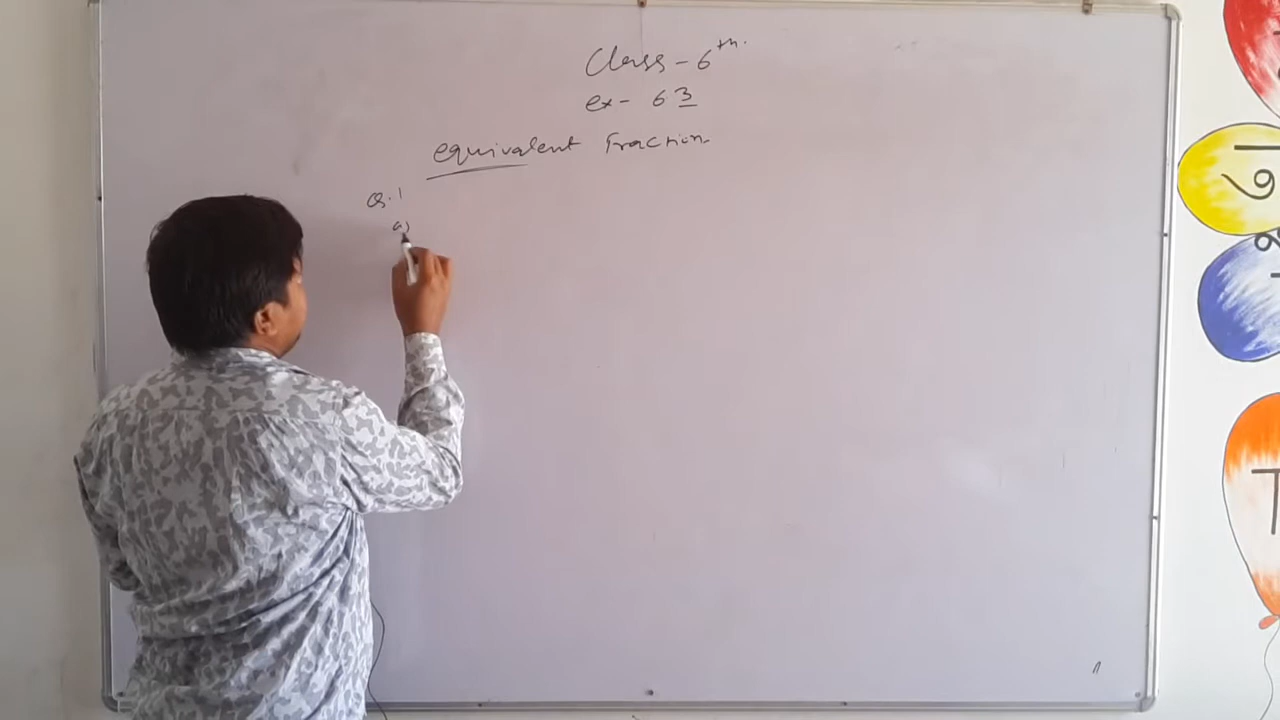 Class - 6th.
ex - 6 3
equivalent Fraction
Q.1
a)